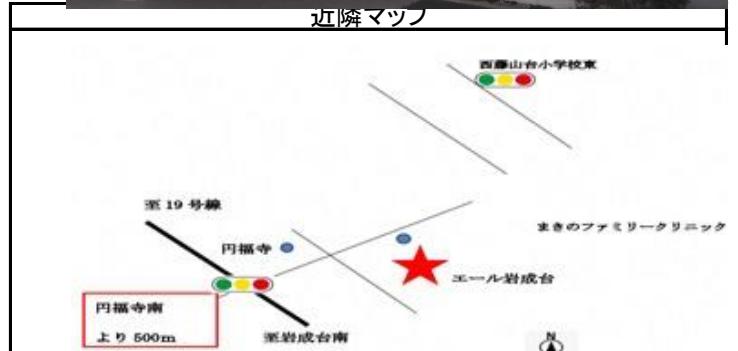 近隣マップ
西藤山台小学校東
至19号線
まきのファミリークリニック
円福寺
エール岩成台
円福寺南
より500m
至岩成台南
N